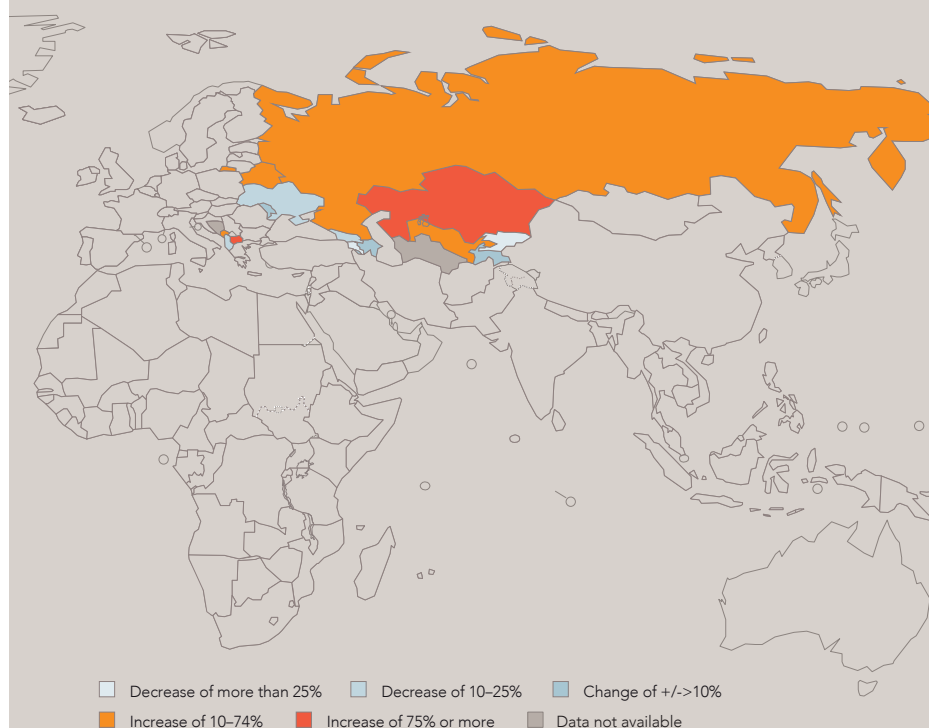 Decrease of more than 25% Decrease of 10–25% Change of +/->10%
Increase of 10–74% Increase of 75% or more Data not available